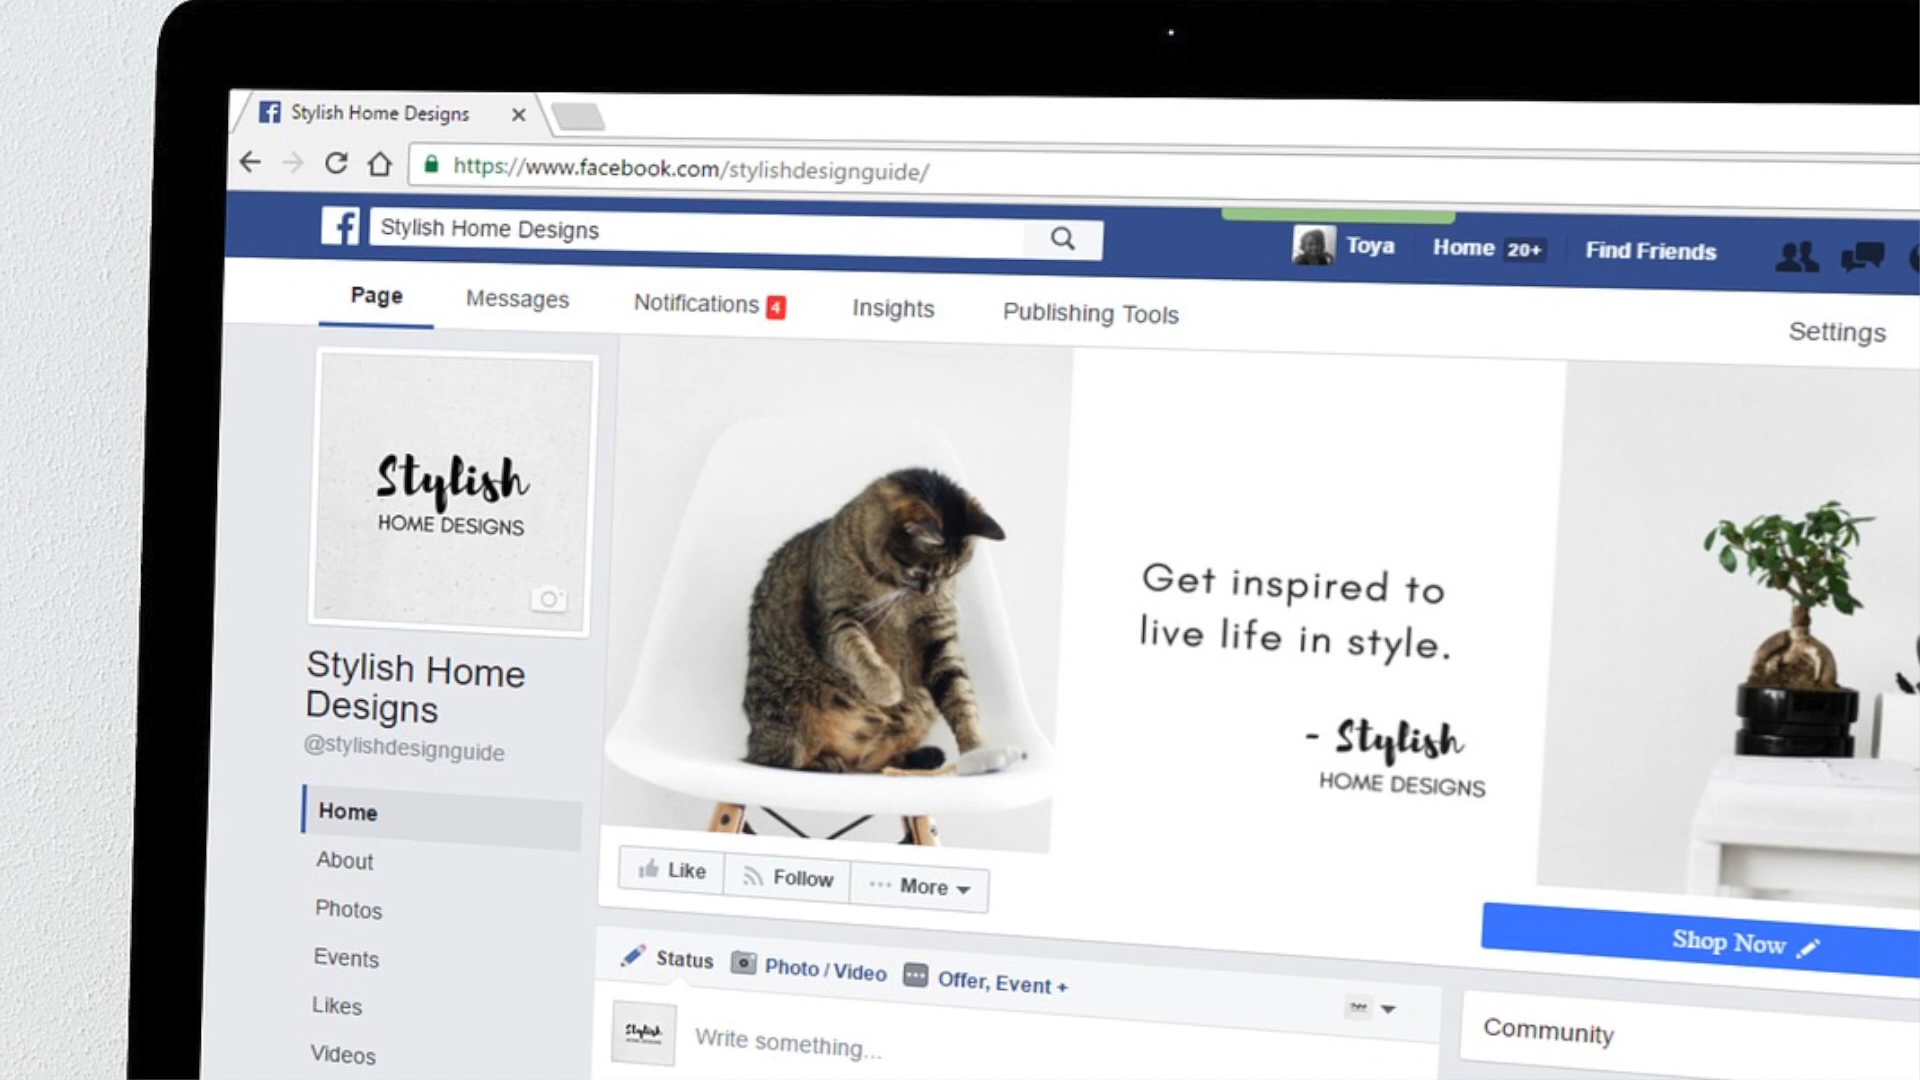 Stylish Home Designs
https://www.facebook.com/stylishdesignguide/
Stylish Home Designs
Toya
Home 20+
Find Friends
Page
Messages
Notifications 4
Insights
Publishing Tools
Settings
Stylish
HOME DESIGNS
Get inspired to
live life in style.
- Stylish
HOME DESIGNS
Stylish Home
Designs
@stylishdesignguide
Home
About
Photos
Events
Likes
Videos
Like
Follow
More
Shop Now
Status
Photo / Video
Offer, Event +
Stylish
HOME DESIGNS
Write something...
Community